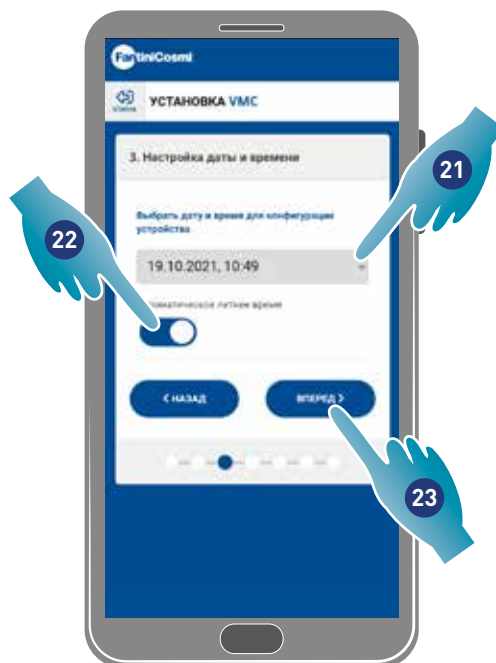 FantiniCosmi
УСТАНОВКА VMC
3. Настройка даты и времени
21
Выбрать дату и время для конфигурации
устройства
22
19.10.2021, 10:49
летнее время
< НАЗАД
ВПЕРЕД >
23